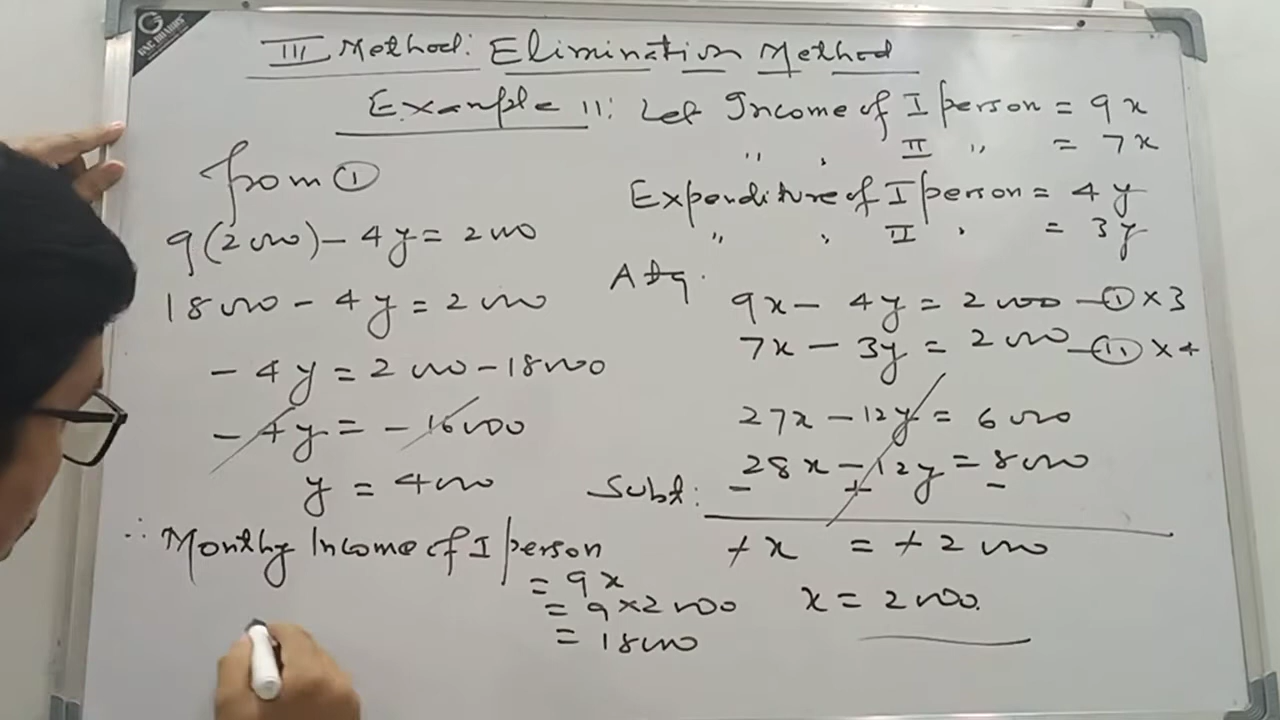 III Method: Elimination Method
Example 11: Let Income of I person = 9x
" , II " = 7x
Expenditure of I person = 4y
" , II , = 3y
Atq.
9x - 4y = 2000 - ① × 3
7x - 3y = 2000 - (11) × 4
27x - 12y = 6000
28x - 12y = 8000
Subt: - + -
+x = +2000
x = 2000.
from ①
9(2000) - 4y = 2000
18000 - 4y = 2000
- 4y = 2000 - 18000
- 4y = - 16000
y = 4000
∴ Monthly Income of I person
= 9x
= 9 × 2000
= 18000